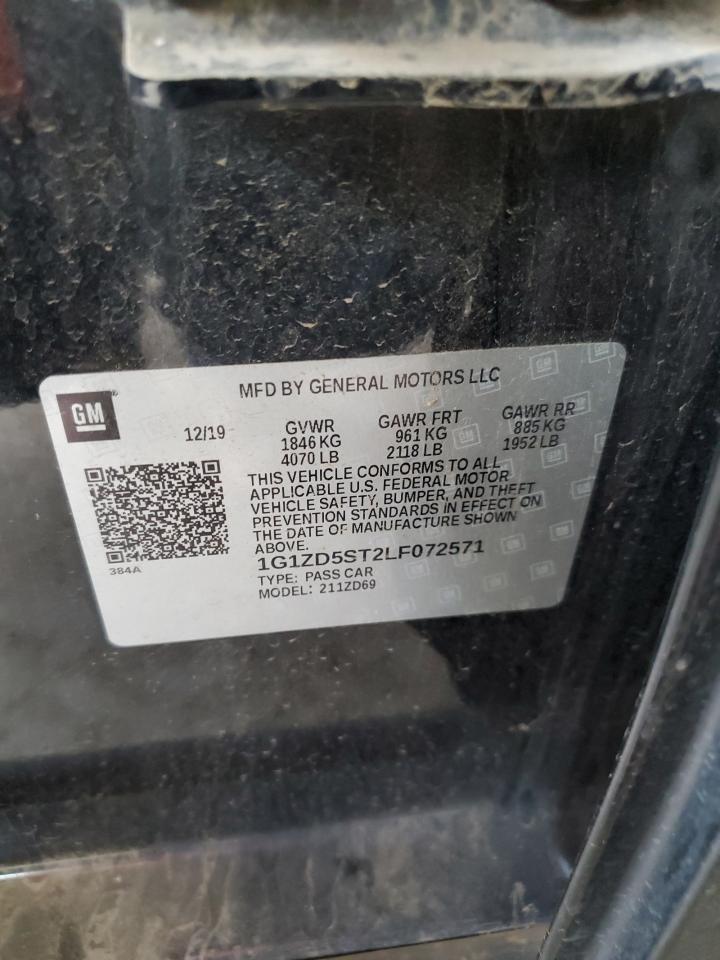 MFD BY GENERAL MOTORS LLC
GM
12/19
GVWR
1846 KG
4070 LB
GAWR FRT
961 KG
2118 LB
GAWR RR
885 KG
1952 LB
THIS VEHICLE CONFORMS TO ALL
APPLICABLE U.S. FEDERAL MOTOR
VEHICLE SAFETY, BUMPER, AND THEFT
PREVENTION STANDARDS IN EFFECT ON
THE DATE OF MANUFACTURE SHOWN
ABOVE.
384A
1G1ZD5ST2LF072571
TYPE: PASS CAR
MODEL: 211ZD69